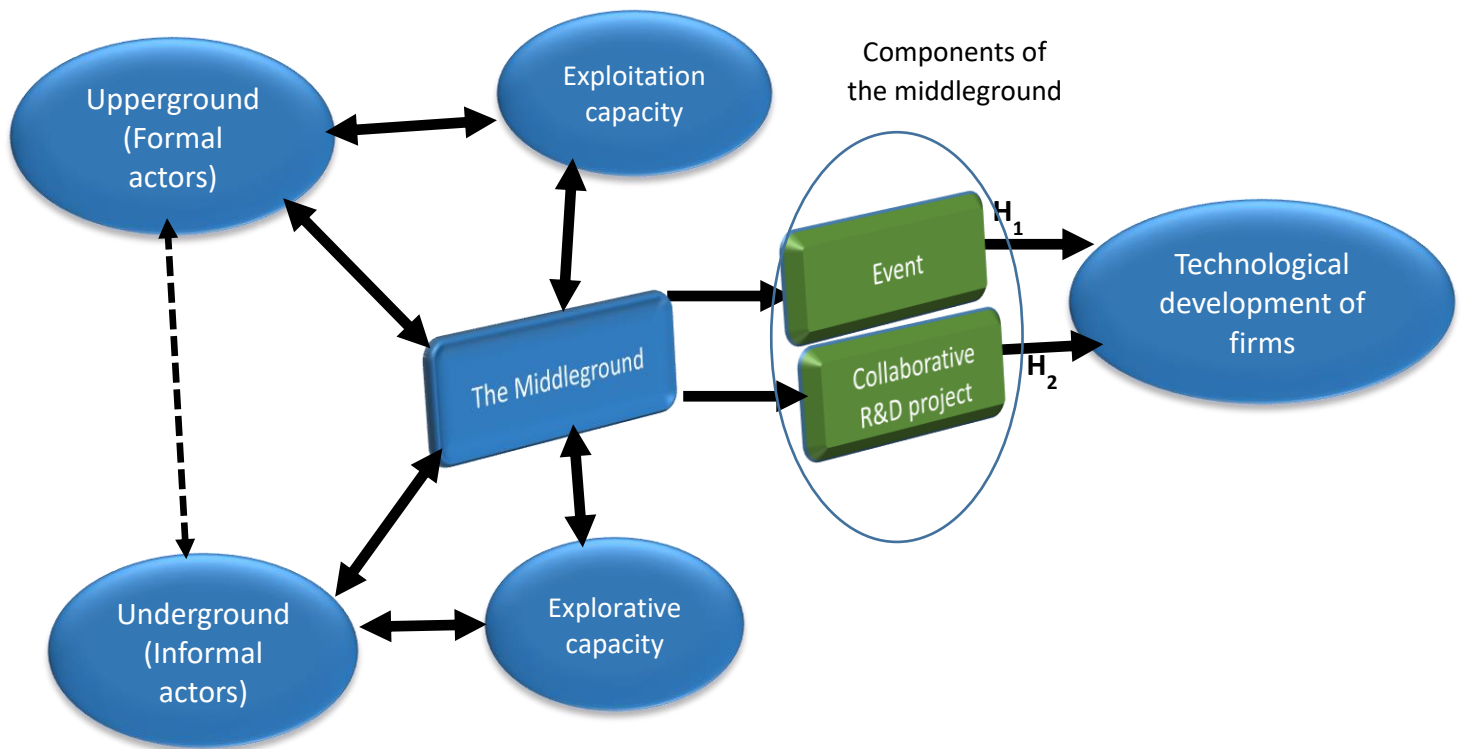 Upperground
(Formal
actors)
Exploitation
capacity
Components of
the middleground
H1
Event
Technological
development of
firms
The Middleground
Collaborative
R&D project
H2
Underground
(Informal
actors)
Explorative
capacity